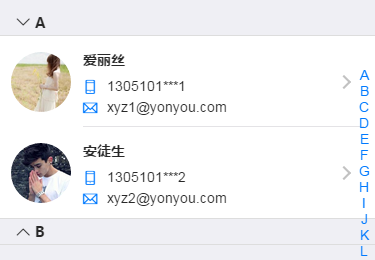 A
爱丽丝
1305101***1
xyz1@yonyou.com
安徒生
1305101***2
xyz2@yonyou.com
B
A
B
C
D
E
F
G
H
I
J
K
L